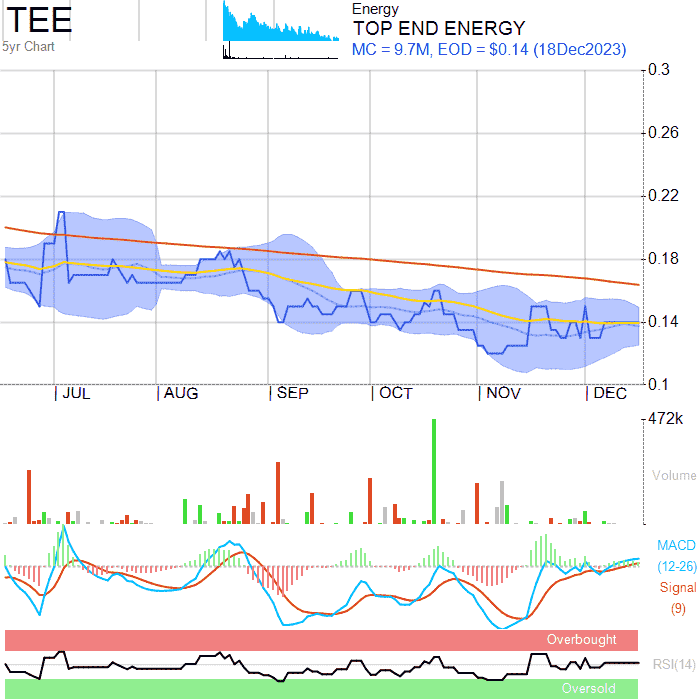 TEE
5yr Chart
Energy
TOP END ENERGY
MC = 9.7M, EOD = $0.14 (18Dec2023)
0.3
0.26
0.22
0.18
0.14
0.1
JUL AUG SEP OCT NOV DEC
472k
Volume
MACD
(12-26)
Signal
(9)
Overbought
RSI(14)
Oversold